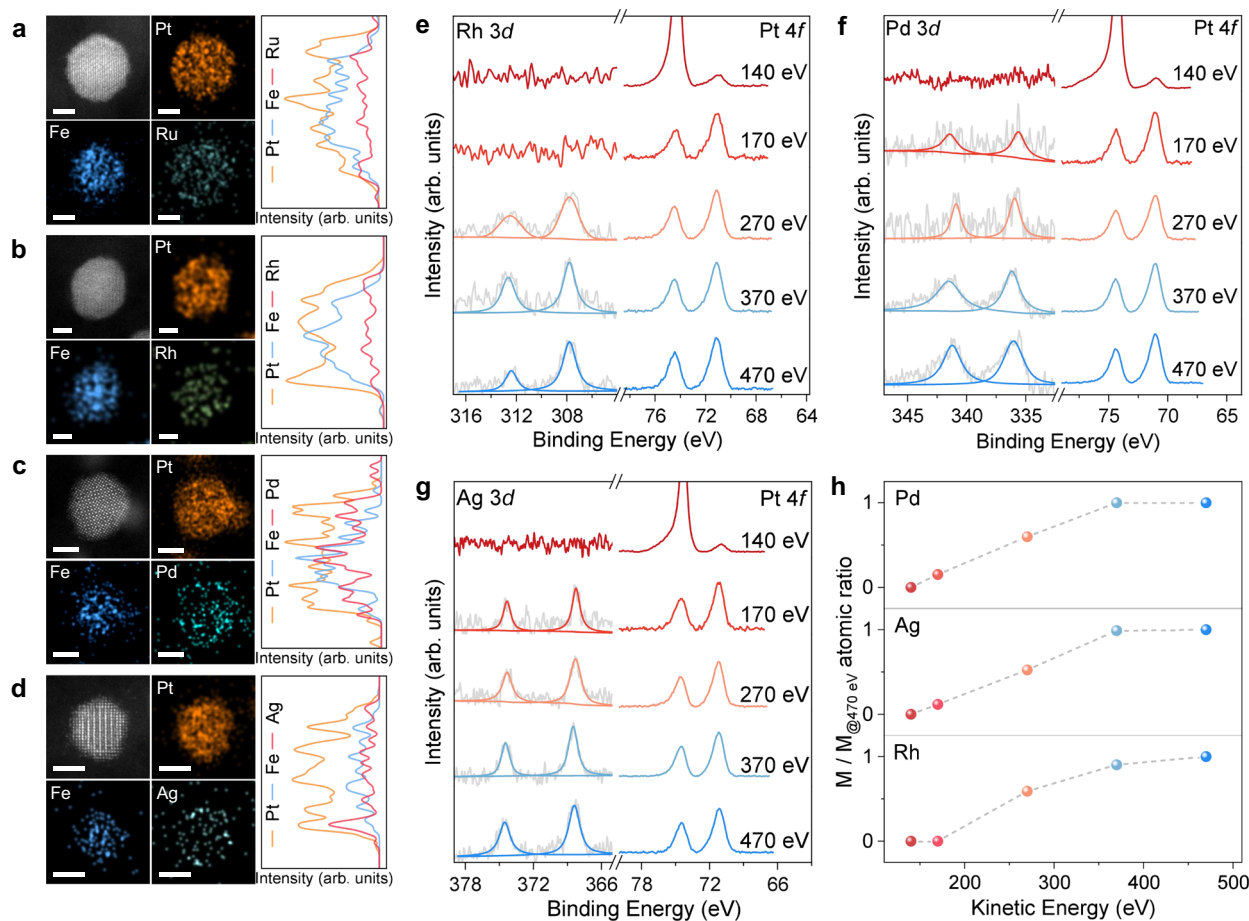 a
Pt
Fe
Ru
Pt — Fe — Ru
Intensity (arb. units)
b
Pt
Fe
Rh
Pt — Fe — Rh
Intensity (arb. units)
c
Pt
Fe
Pd
Pt — Fe — Pd
Intensity (arb. units)
d
Pt
Fe
Ag
Pt — Fe — Ag
Intensity (arb. units)
e
Rh 3d
Pt 4f
140 eV
170 eV
270 eV
370 eV
470 eV
Intensity (arb. units)
316 312 308 76 72 68 64
Binding Energy (eV)
f
Pd 3d
Pt 4f
140 eV
170 eV
270 eV
370 eV
470 eV
Intensity (arb. units)
345 340 335 75 70 65
Binding Energy (eV)
g
Ag 3d
Pt 4f
140 eV
170 eV
270 eV
370 eV
470 eV
Intensity (arb. units)
378 372 366 78 72 66
Binding Energy (eV)
h
Pd
1
0
Ag
1
0
Rh
1
0
M / M@470 eV atomic ratio
200 300 400 500
Kinetic Energy (eV)